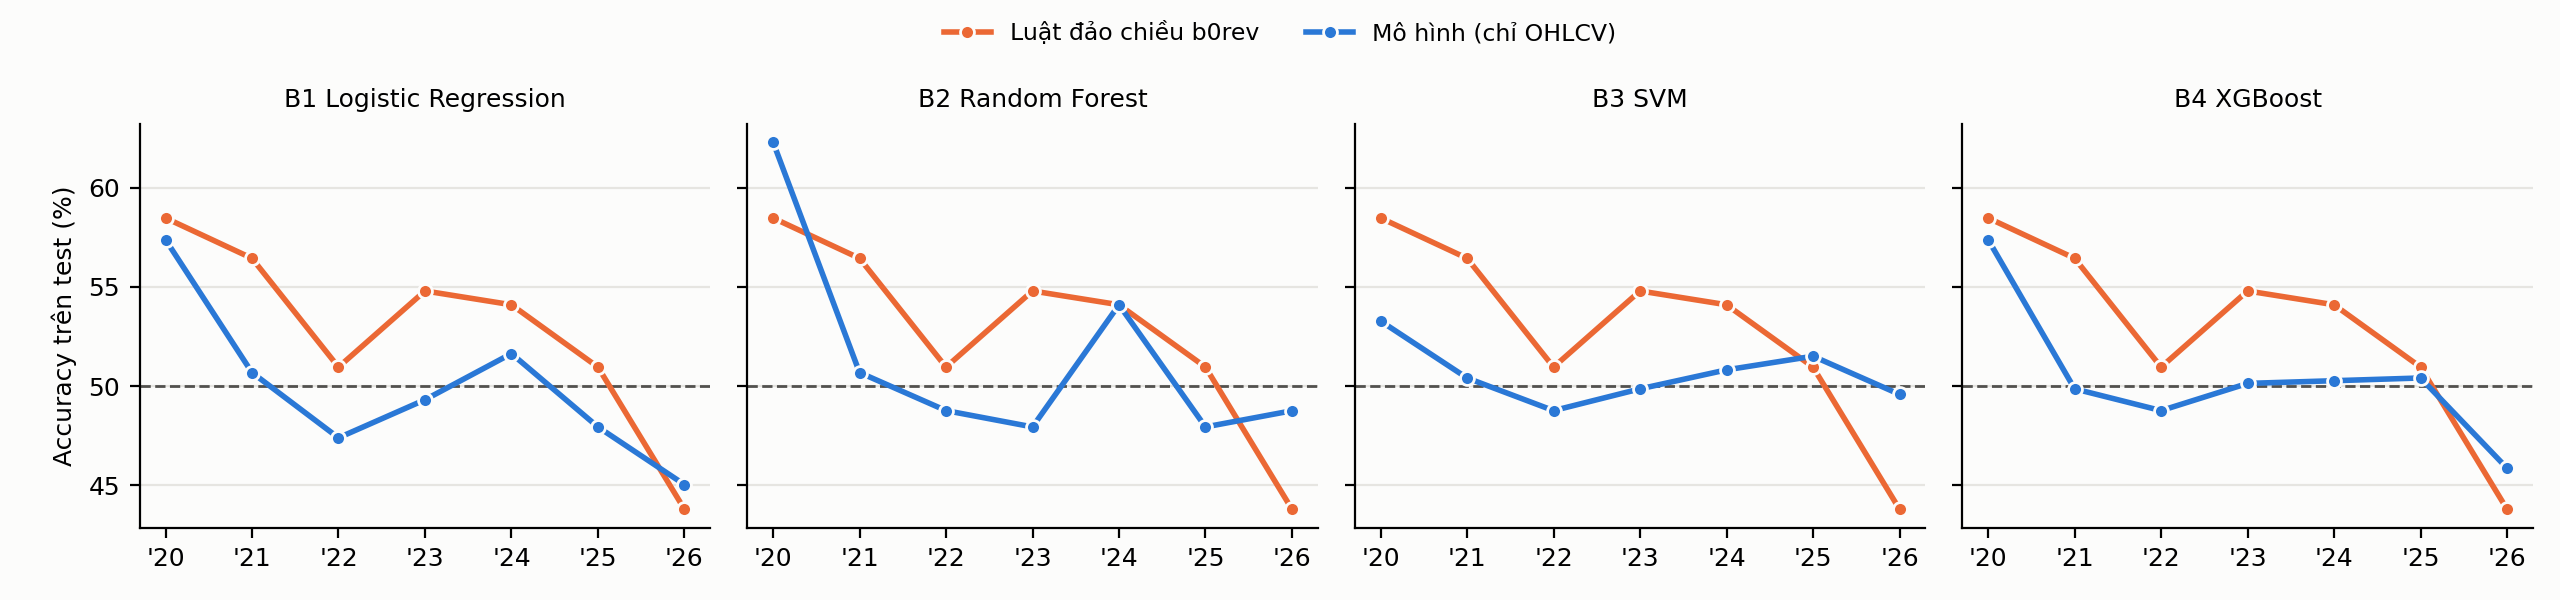 Luật đảo chiều b0rev
Mô hình (chỉ OHLCV)
B1 Logistic Regression
B2 Random Forest
B3 SVM
B4 XGBoost
Accuracy trên test (%)
60
55
50
45
'20 '21 '22 '23 '24 '25 '26
'20 '21 '22 '23 '24 '25 '26
'20 '21 '22 '23 '24 '25 '26
'20 '21 '22 '23 '24 '25 '26